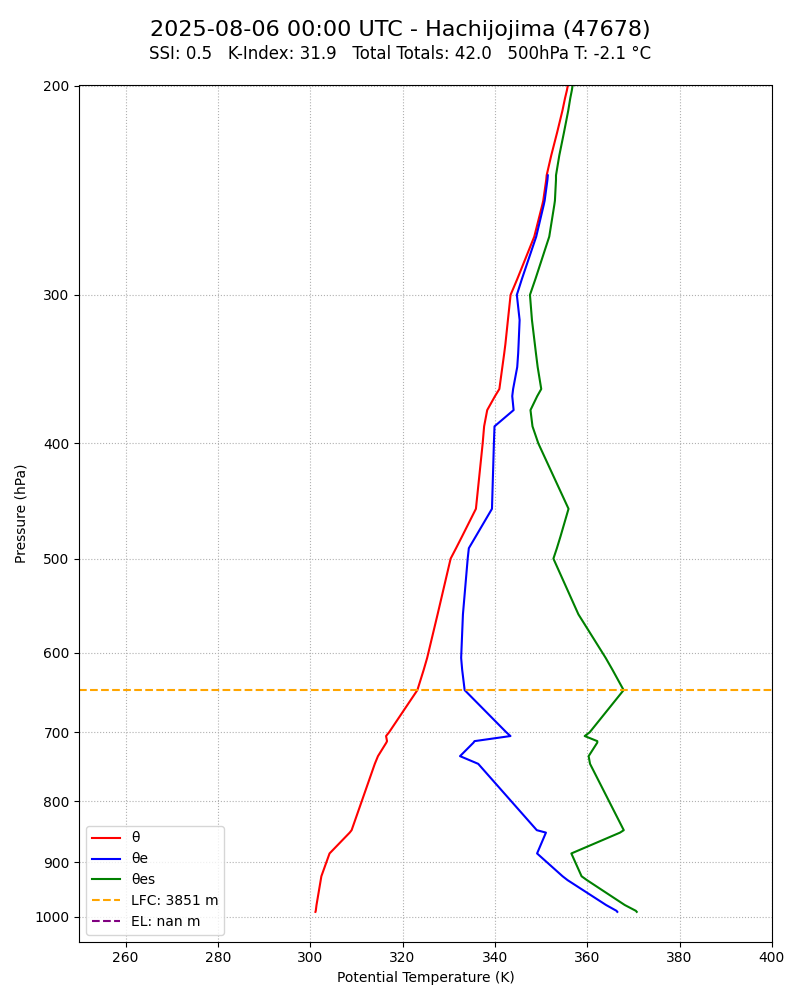 2025-08-06 00:00 UTC - Hachijojima (47678)
SSI: 0.5   K-Index: 31.9   Total Totals: 42.0   500hPa T: -2.1 °C
200
300
400
500
600
700
800
900
1000
Pressure (hPa)
θ
θe
θes
LFC: 3851 m
EL: nan m
260 280 300 320 340 360 380 400
Potential Temperature (K)